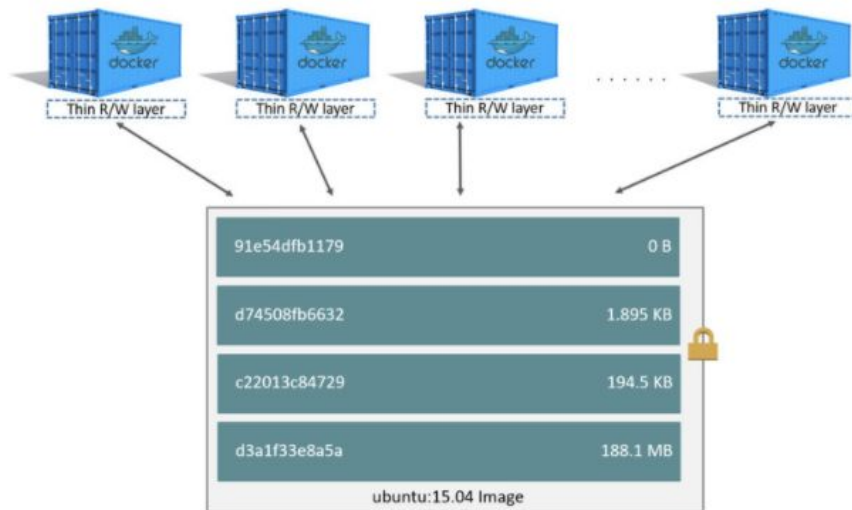 docker docker docker docker
Thin R/W layer Thin R/W layer Thin R/W layer . . . . . . Thin R/W layer
91e54dfb1179 0 B
d74508fb6632 1.895 KB
c22013c84729 194.5 KB
d3a1f33e8a5a 188.1 MB
ubuntu:15.04 Image